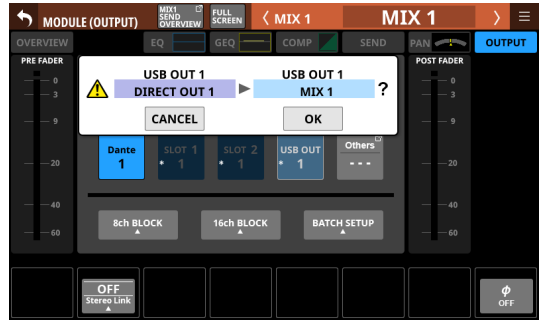 MODULE (OUTPUT)
MIX1
SEND
OVERVIEW
FULL
SCREEN
MIX 1
MIX 1
OVERVIEW
EQ
GEQ
COMP
SEND
PAN
OUTPUT
PRE FADER
POST FADER
USB OUT 1
USB OUT 1
DIRECT OUT 1
MIX 1
?
CANCEL
OK
0
3
9
20
40
60
0
3
9
20
40
60
Dante
1
SLOT 1
* 1
SLOT 2
* 1
USB OUT
* 1
Others
---
8ch BLOCK
16ch BLOCK
BATCH SETUP
OFF
Stereo Link
φ
OFF